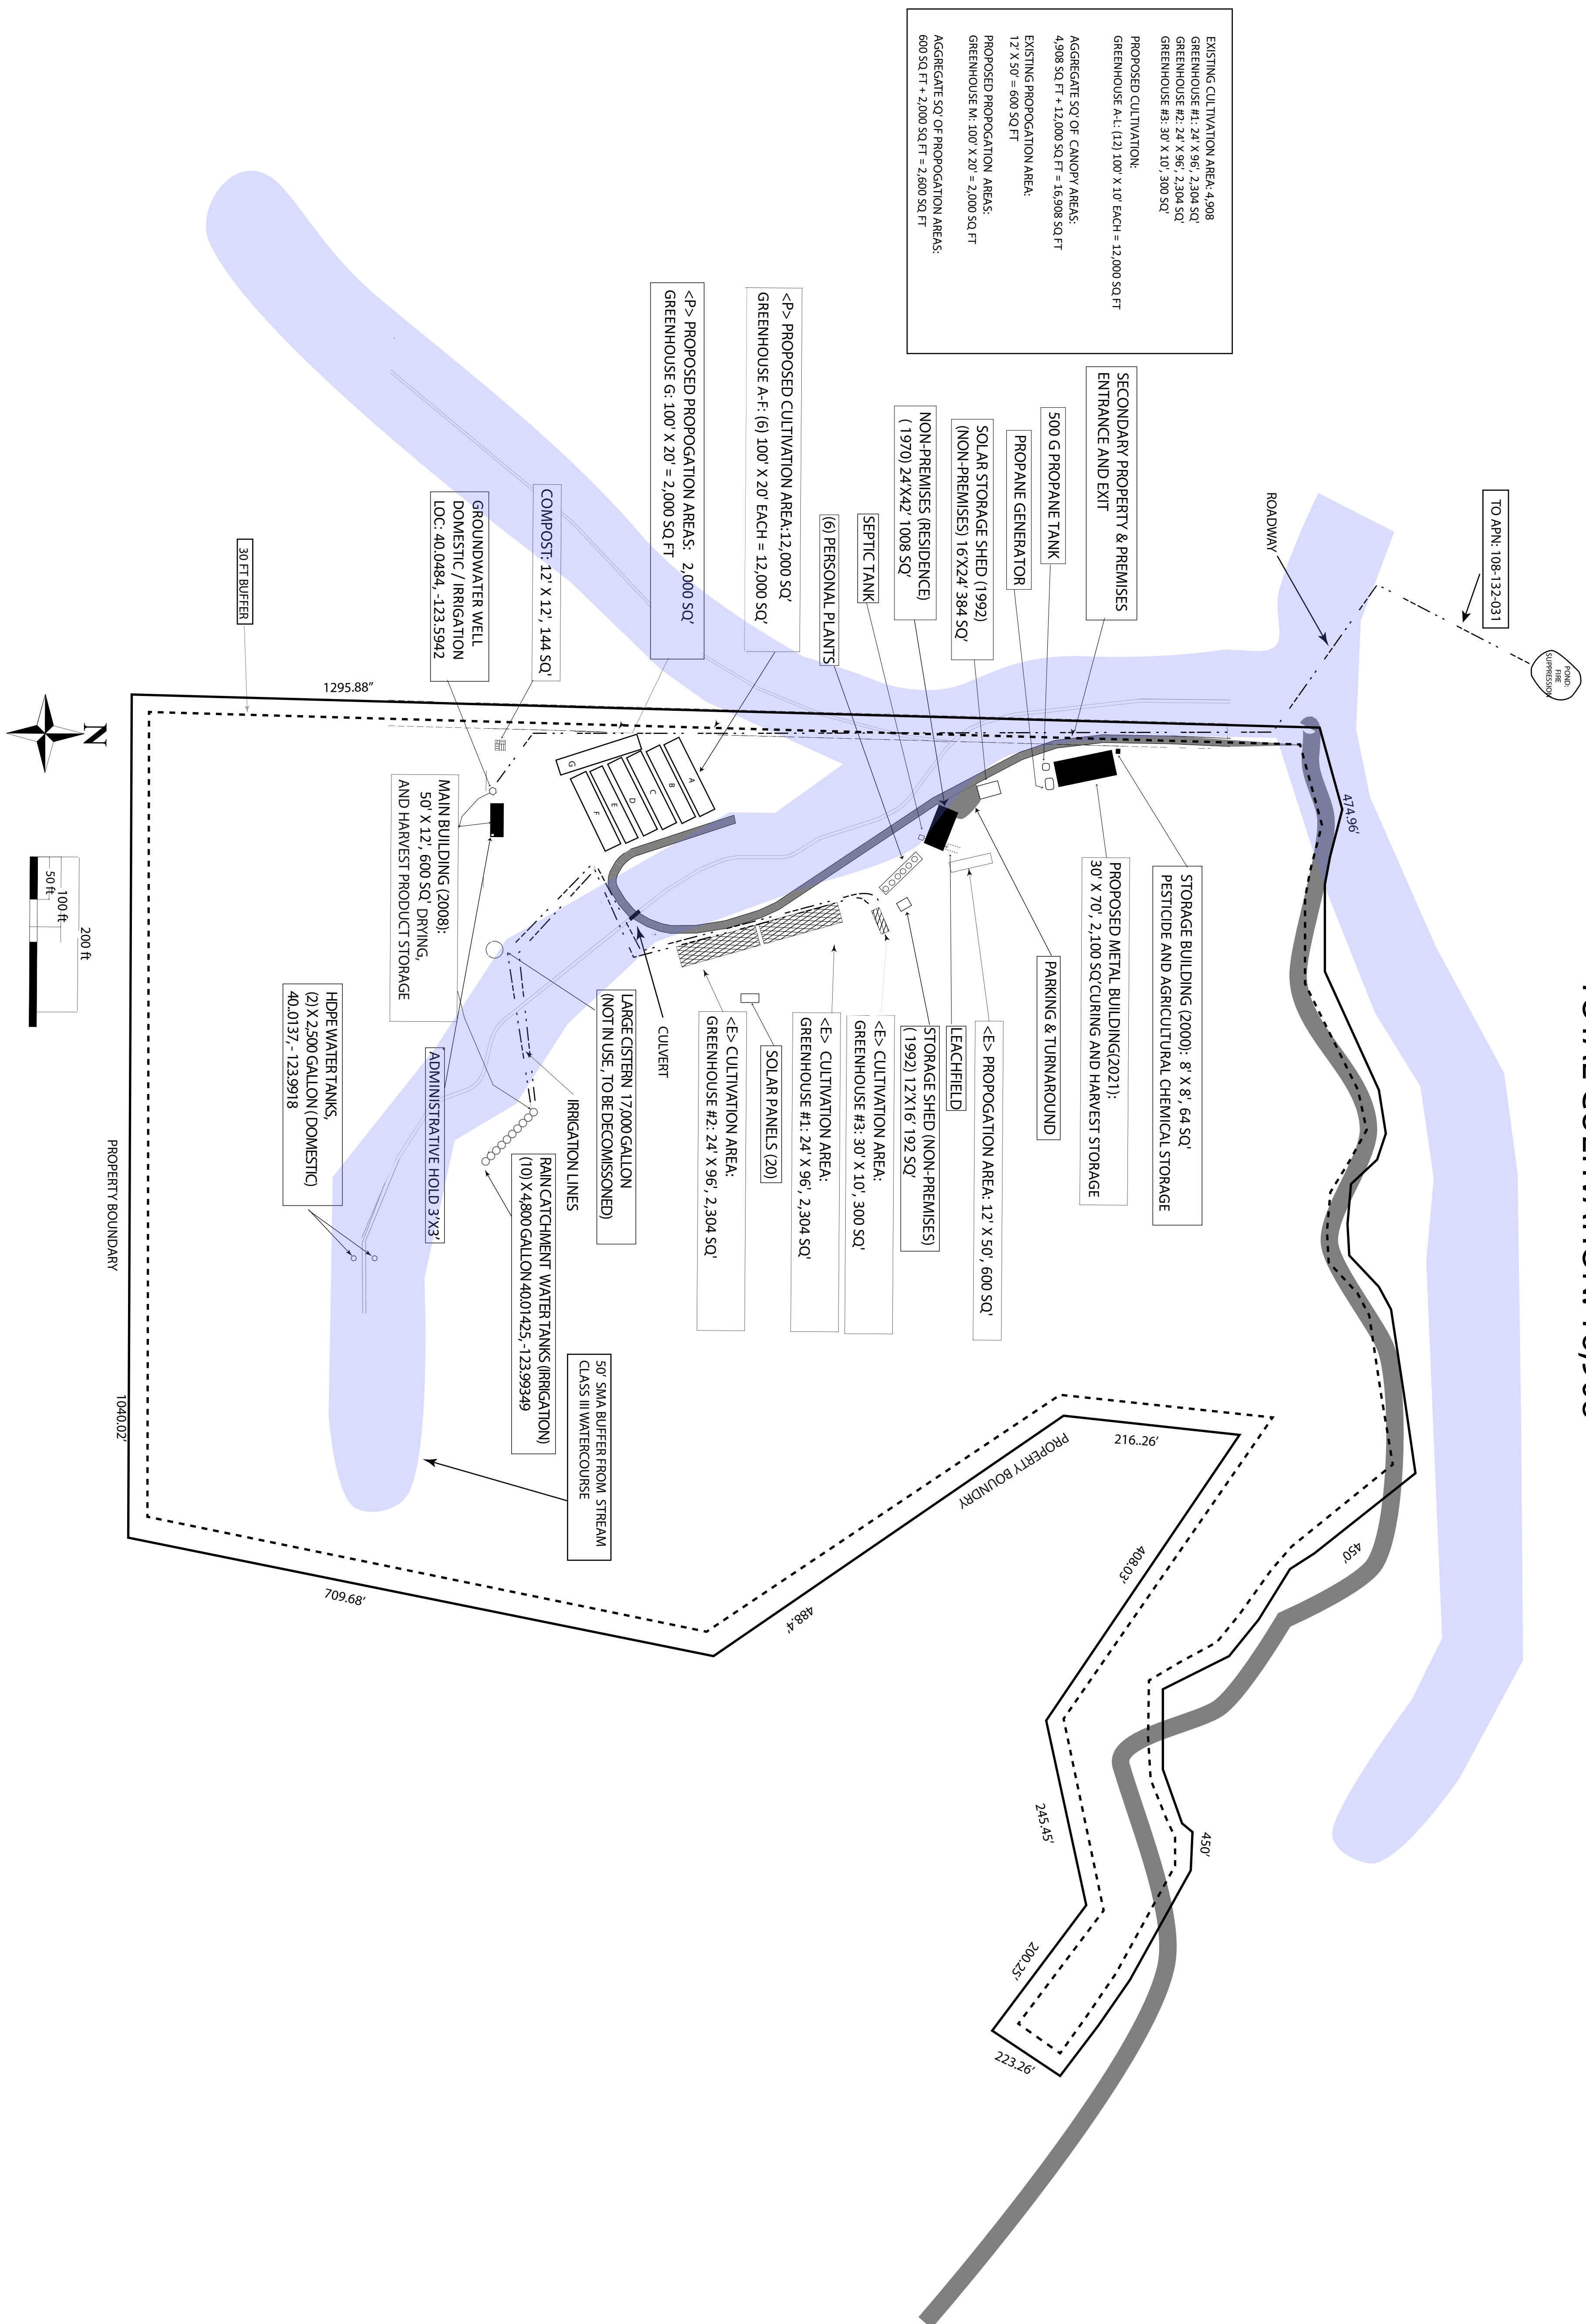 EXISTING CULTIVATION AREA: 4,908
GREENHOUSE #1: 24' X 96', 2,304 SQ'
GREENHOUSE #2: 24' X 96', 2,304 SQ'
GREENHOUSE #3: 30' X 10', 300 SQ'
PROPOSED CULTIVATION:
GREENHOUSE A-L: (12) 100' X 10' EACH = 12,000 SQ FT
AGGREGATE SQ' OF CANOPY AREAS:
4,908 SQ FT + 12,000 SQ FT = 16,908 SQ FT
EXISTING PROPOGATION AREA:
12' X 50' = 600 SQ FT
PROPOSED PROPOGATION AREAS:
GREENHOUSE M: 100' X 20' = 2,000 SQ FT
AGGREGATE SQ' OF PROPOGATION AREAS:
600 SQ FT + 2,000 SQ FT = 2,600 SQ FT
TO APN: 108-132-031
POND:
FIRE
SUPPRESSION
ROADWAY
SECONDARY PROPERTY & PREMISES
ENTRANCE AND EXIT
500 G PROPANE TANK
PROPANE GENERATOR
SOLAR STORAGE SHED (1992)
(NON-PREMISES) 16'X24' 384 SQ'
NON-PREMISES (RESIDENCE)
(1970) 24'X42' 1008 SQ'
SEPTIC TANK
(6) PERSONAL PLANTS
<P> PROPOSED CULTIVATION AREA:12,000 SQ'
GREENHOUSE A-F: (6) 100' X 20' EACH = 12,000 SQ'
<P> PROPOSED PROPOGATION AREAS: 2,000 SQ'
GREENHOUSE G: 100' X 20' = 2,000 SQ FT
COMPOST: 12' X 12', 144 SQ'
GROUNDWATER WELL
DOMESTIC / IRRIGATION
LOC: 40.0484, -123.5942
30 FT BUFFER
1295.88"
474.96'
A
B
C
D
E
F
G
STORAGE BUILDING (2000): 8' X 8', 64 SQ'
PESTICIDE AND AGRICULTURAL CHEMICAL STORAGE
PROPOSED METAL BUILDING(2021):
30' X 70', 2,100 SQ'CURING AND HARVEST STORAGE
PARKING & TURNAROUND
<E> PROPOGATION AREA: 12' X 50', 600 SQ'
LEACHFIELD
STORAGE SHED (NON-PREMISES)
(1992) 12'X16' 192 SQ'
<E> CULTIVATION AREA:
GREENHOUSE #3: 30' X 10', 300 SQ'
<E> CULTIVATION AREA:
GREENHOUSE #1: 24' X 96', 2,304 SQ'
SOLAR PANELS (20)
<E> CULTIVATION AREA:
GREENHOUSE #2: 24' X 96', 2,304 SQ'
CULVERT
LARGE CISTERN 17,000 GALLON
(NOT IN USE, TO BE DECOMISSONED)
IRRIGATION LINES
RAIN CATCHMENT WATER TANKS (IRRIGATION)
(10) X 4,800 GALLON 40.01425, -123.99349
MAIN BUILDING (2008):
50' X 12', 600 SQ', DRYING,
AND HARVEST PRODUCT STORAGE
ADMINISTRATIVE HOLD 3'X3'
HDPE WATER TANKS,
(2) X 2,500 GALLON ( DOMESTIC)
40.0137, - 123.9918
50' SMA BUFFER FROM STREAM
CLASS III WATERCOURSE
PROPERTY BOUNDARY
1040.02'
709.68'
488.4'
PROPERTY BOUNDRY
216..26'
408.03'
245.45'
200.25'
223.26'
450'
450'
N
50 ft
100 ft
200 ft